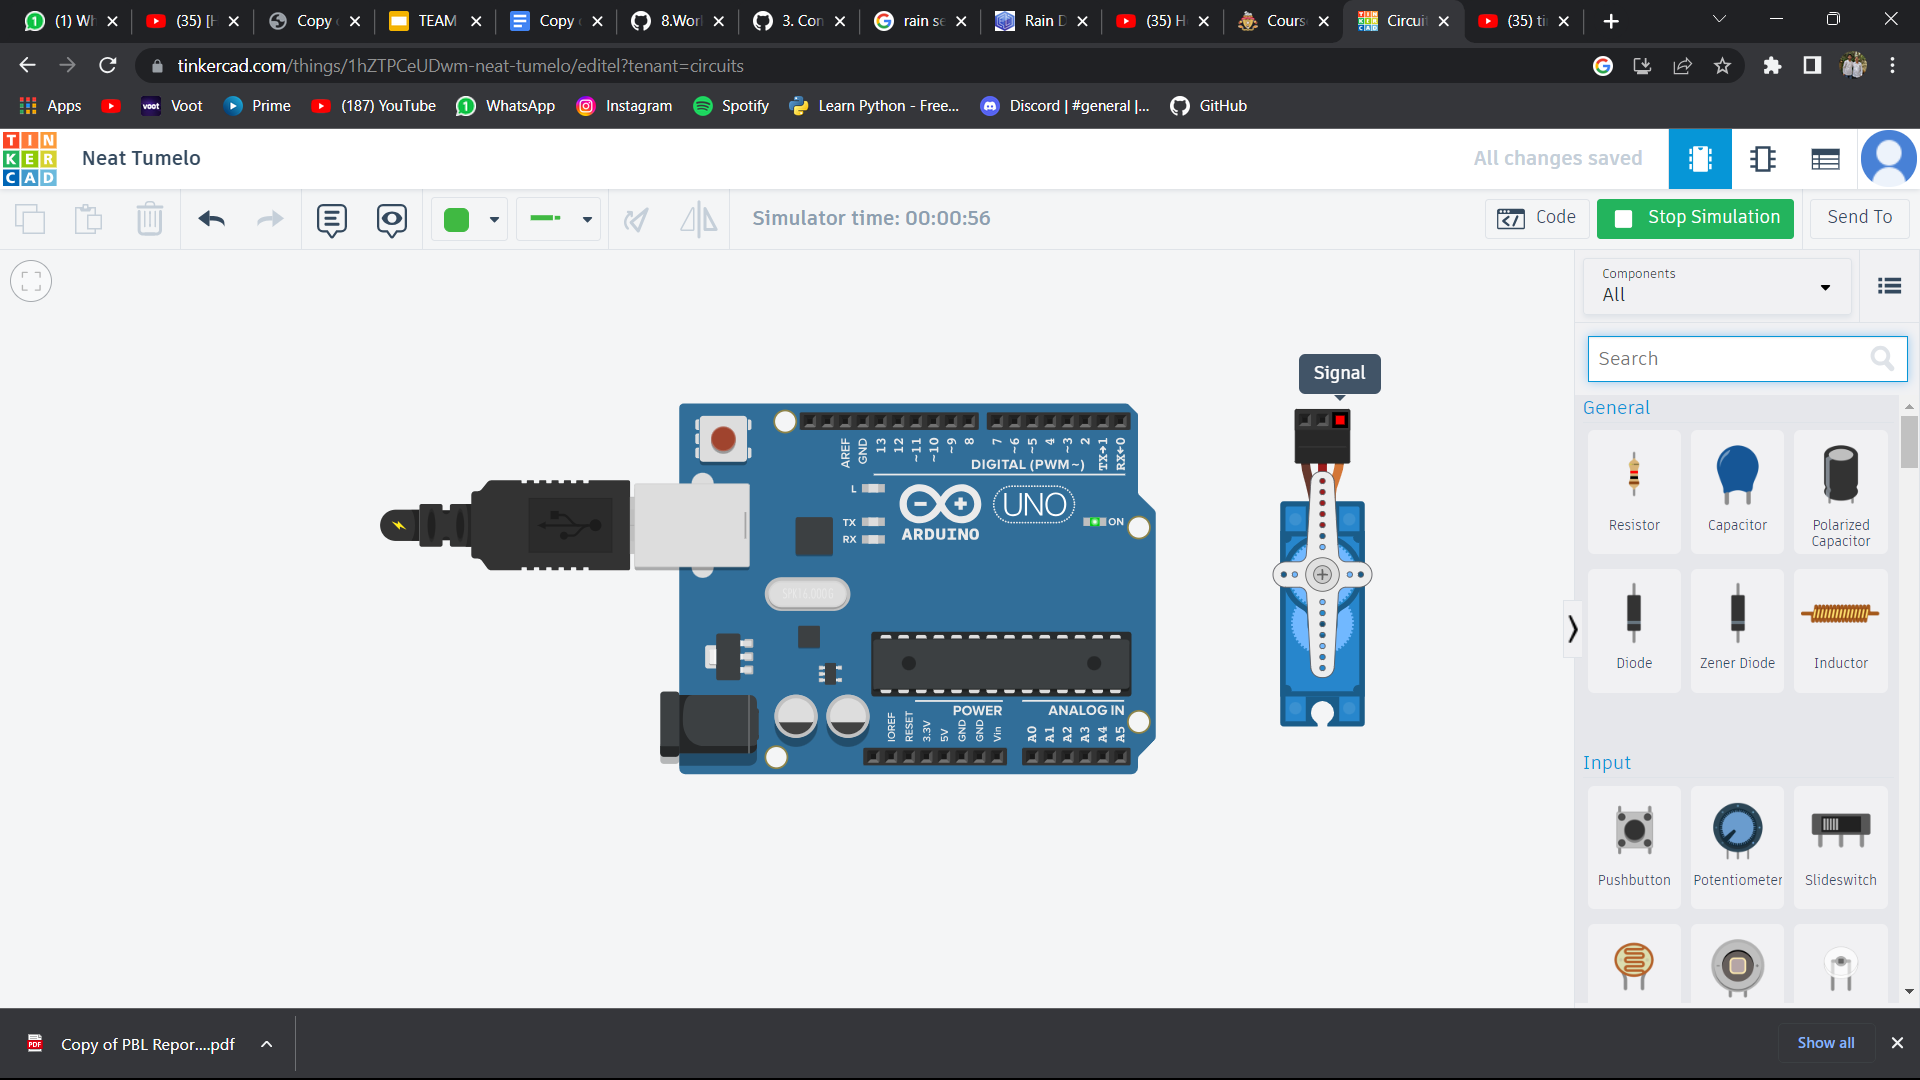 (1) Wh
(35) [H
Copy
TEAM
Copy
8.Wor
3. Con
rain se
Rain D
(35) H
Cours
Circui
(35) ti
tinkercad.com/things/1hZTPCeUDwm-neat-tumelo/editel?tenant=circuits
Apps
Voot
Prime
(187) YouTube
WhatsApp
Instagram
Spotify
Learn Python - Free...
Discord | #general |...
GitHub
TIN
KER
CAD
Neat Tumelo
All changes saved
Simulator time: 00:00:56
Code
Stop Simulation
Send To
Components
All
Search
Signal
General
Resistor
Capacitor
Polarized
Capacitor
Diode
Zener Diode
Inductor
Input
Pushbutton
Potentiometer
Slideswitch
AREF
GND
13
12
~11
~10
~9
8
7
~6
~5
4
~3
2
TX→1
RX←0
DIGITAL (PWM~)
L
TX
RX
ARDUINO
UNO
ON
SPK16.000G
POWER
ANALOG IN
IOREF
RESET
3.3V
5V
GND
GND
Vin
A0
A1
A2
A3
A4
A5
PDF
Copy of PBL Repor....pdf
Show all